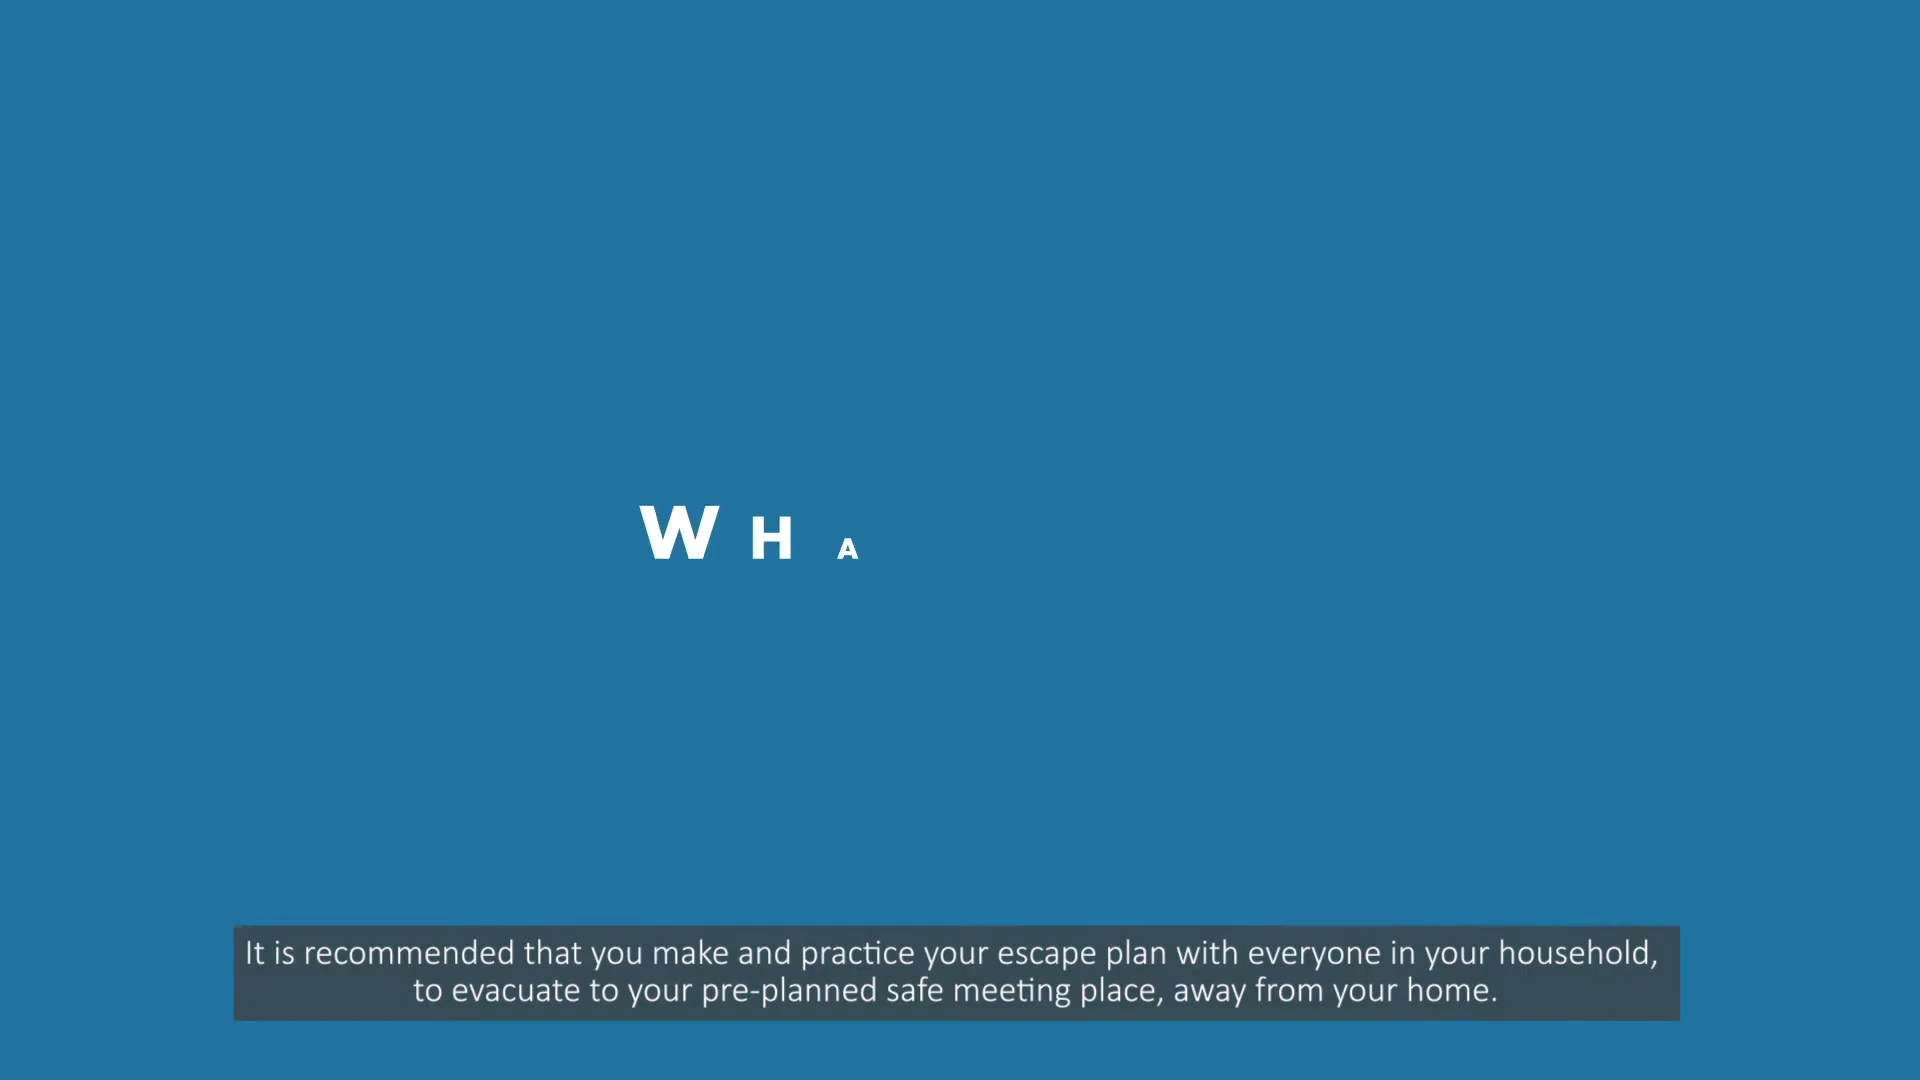 W H A
It is recommended that you make and practice your escape plan with everyone in your household,
to evacuate to your pre-planned safe meeting place, away from your home.